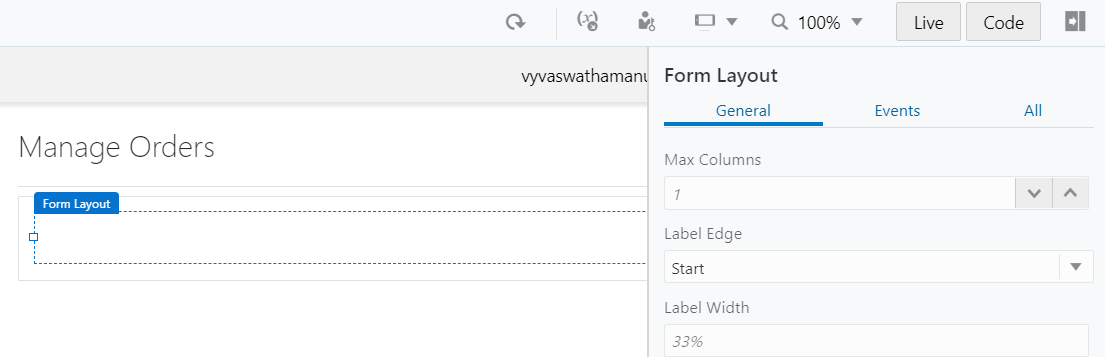 100%
Live
Code
vyvaswathamanu
Form Layout
General
Events
All
Manage Orders
Form Layout
Max Columns
1
Label Edge
Start
Label Width
33%